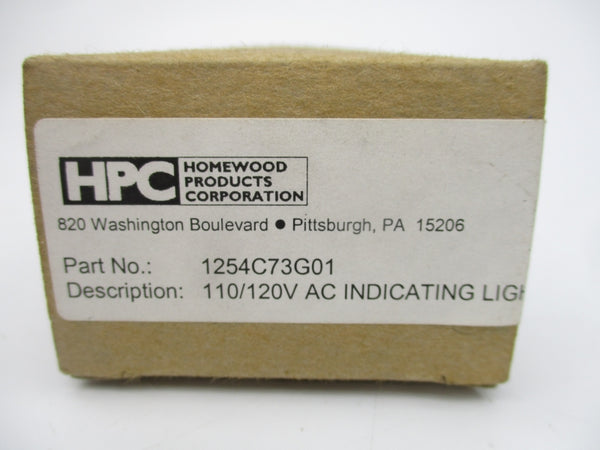 HPC
HOMEWOOD
PRODUCTS
CORPORATION
820 Washington Boulevard ● Pittsburgh, PA 15206
Part No.: 1254C73G01
Description: 110/120V AC INDICATING